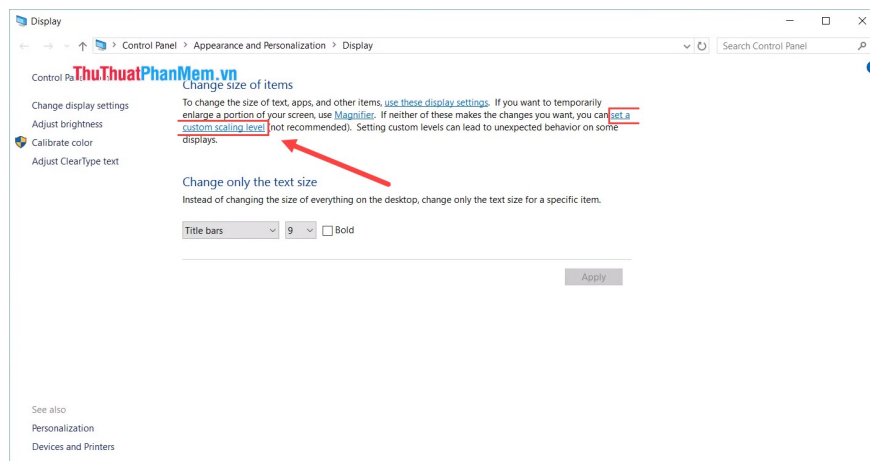 Display
Control Panel > Appearance and Personalization > Display
Search Control Panel
ThuThuatPhanMem.vn
Change display settings
Adjust brightness
Calibrate color
Adjust ClearType text
Change size of items
To change the size of text, apps, and other items, use these display settings. If you want to temporarily
enlarge a portion of your screen, use Magnifier. If neither of these makes the changes you want, you can set a
custom scaling level (not recommended). Setting custom levels can lead to unexpected behavior on some
displays.
Change only the text size
Instead of changing the size of everything on the desktop, change only the text size for a specific item.
Title bars
9
Bold
Apply
See also
Personalization
Devices and Printers